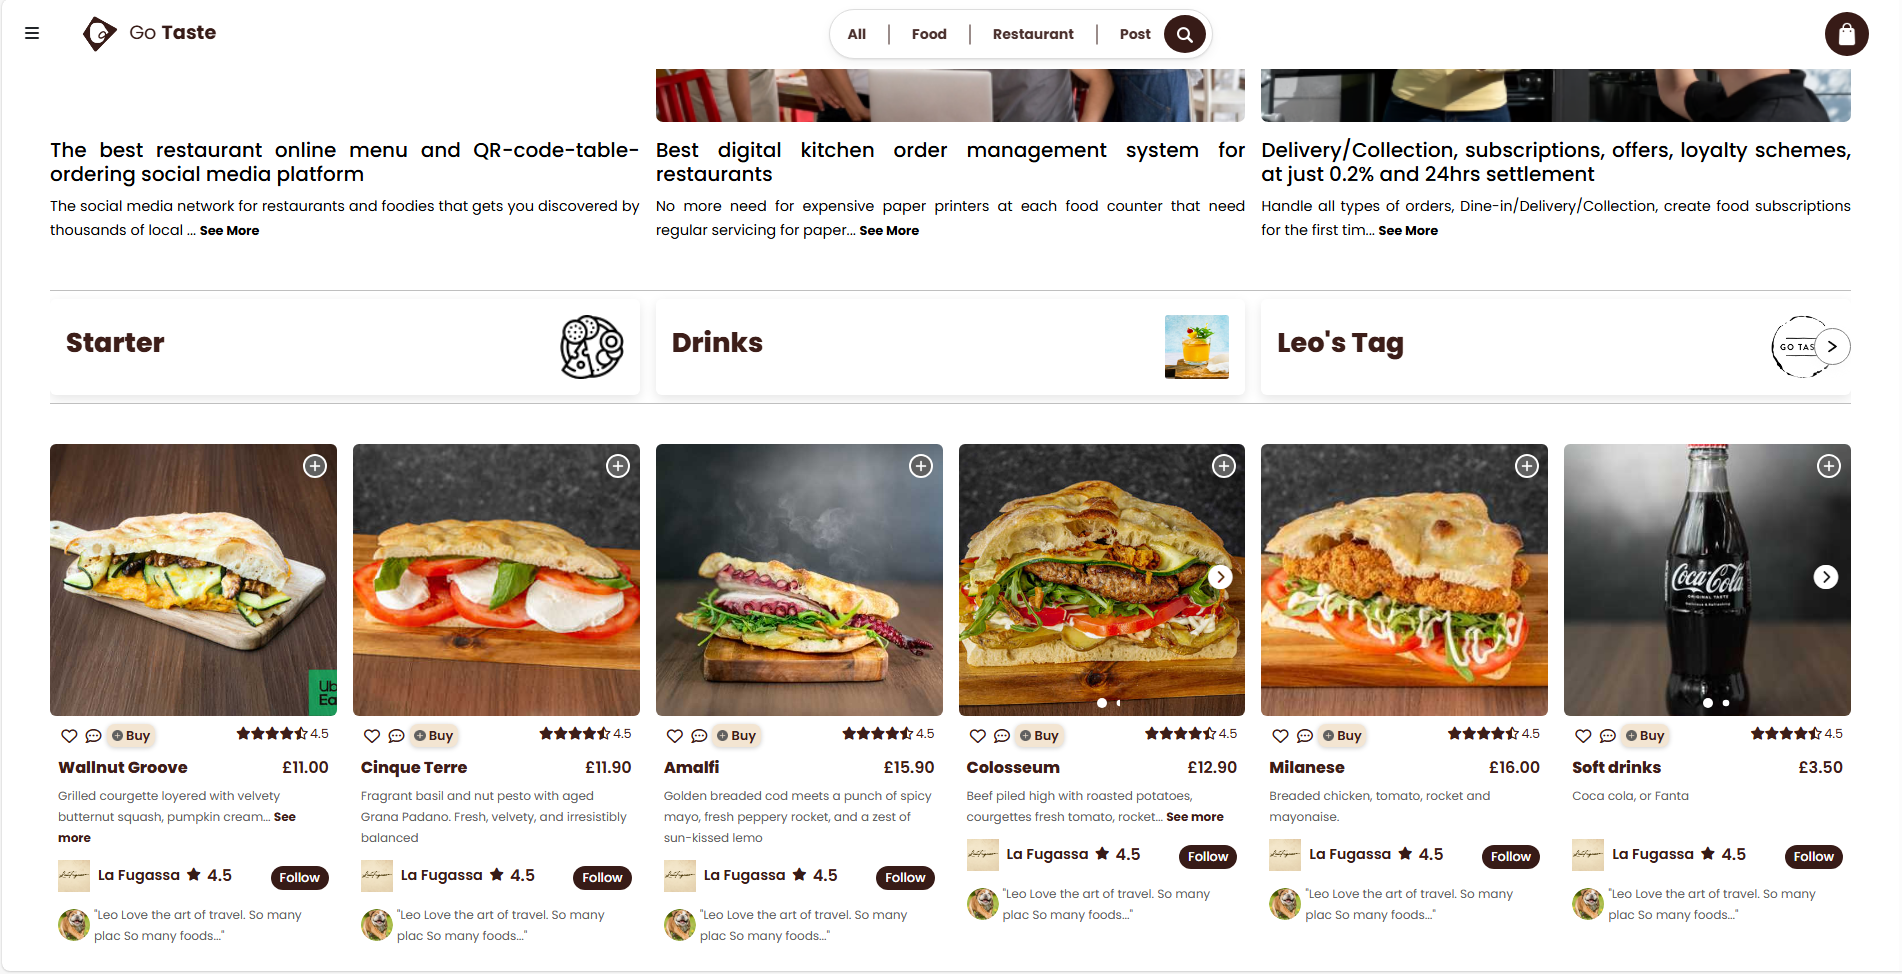 Go Taste
All
Food
Restaurant
Post
The best restaurant online menu and QR-code-table-
ordering social media platform
The social media network for restaurants and foodies that gets you discovered by
thousands of local ... See More
Best digital kitchen order management system for
restaurants
No more need for expensive paper printers at each food counter that need
regular servicing for paper... See More
Delivery/Collection, subscriptions, offers, loyalty schemes,
at just 0.2% and 24hrs settlement
Handle all types of orders, Dine-in/Delivery/Collection, create food subscriptions
for the first tim... See More
Starter
Drinks
Leo's Tag
GO TAS
Ub
Ea
Coca-Cola
ORIGINAL TASTE
Buy 4.5
Wallnut Groove £11.00
Grilled courgette loyered with velvety
butternut squash, pumpkin cream... See
more
La Fugassa 4.5 Follow
"Leo Love the art of travel. So many
plac So many foods..."
Buy 4.5
Cinque Terre £11.90
Fragrant basil and nut pesto with aged
Grana Padano. Fresh, velvety, and irresistibly
balanced
La Fugassa 4.5 Follow
"Leo Love the art of travel. So many
plac So many foods..."
Buy 4.5
Amalfi £15.90
Golden breaded cod meets a punch of spicy
mayo, fresh peppery rocket, and a zest of
sun-kissed lemo
La Fugassa 4.5 Follow
"Leo Love the art of travel. So many
plac So many foods..."
Buy 4.5
Colosseum £12.90
Beef piled high with roasted potatoes,
courgettes fresh tomato, rocket... See more
La Fugassa 4.5 Follow
"Leo Love the art of travel. So many
plac So many foods..."
Buy 4.5
Milanese £16.00
Breaded chicken, tomato, rocket and
mayonaise.
La Fugassa 4.5 Follow
"Leo Love the art of travel. So many
plac So many foods..."
Buy 4.5
Soft drinks £3.50
Coca cola, or Fanta
La Fugassa 4.5 Follow
"Leo Love the art of travel. So many
plac So many foods..."